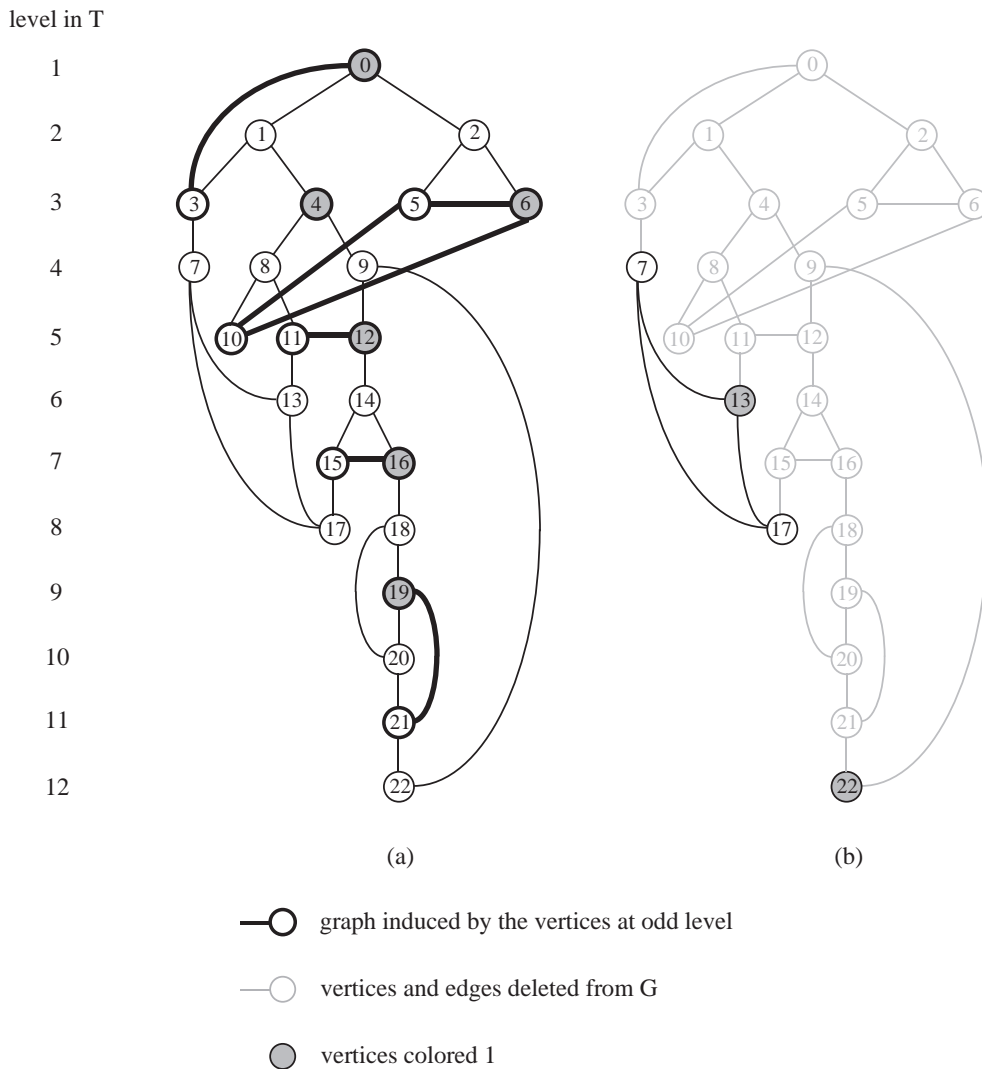 level in T
1 0 0
2 1 2 1 2
3 3 4 5 6 3 4 5 6
4 7 8 9 7 8 9
5 10 11 12 10 11 12
6 13 14 13 14
7 15 16 15 16
8 17 18 17 18
9 19 19
10 20 20
11 21 21
12 22 22
(a) (b)
graph induced by the vertices at odd level
vertices and edges deleted from G
vertices colored 1